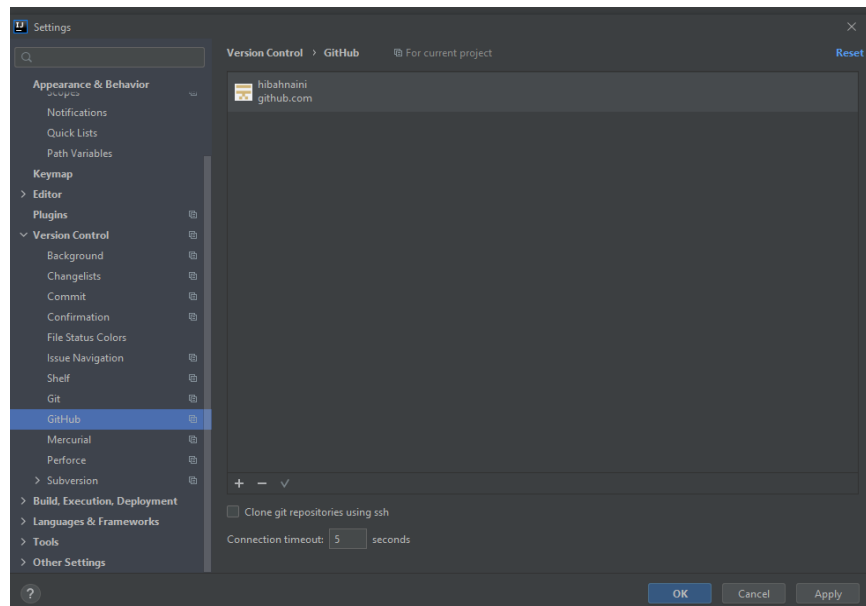 IJ Settings
Appearance & Behavior
Scopes
Notifications
Quick Lists
Path Variables
Keymap
Editor
Plugins
Version Control
Background
Changelists
Commit
Confirmation
File Status Colors
Issue Navigation
Shelf
Git
GitHub
Mercurial
Perforce
Subversion
Build, Execution, Deployment
Languages & Frameworks
Tools
Other Settings
Version Control › GitHub For current project Reset
hibahnaini
github.com
Clone git repositories using ssh
Connection timeout: 5 seconds
? OK Cancel Apply